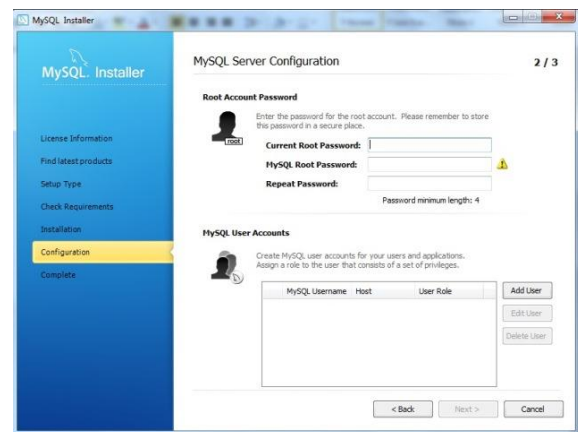 MySQL Installer
MySQL. Installer
License Information
Find latest products
Setup Type
Check Requirements
Installation
Configuration
Complete
MySQL Server Configuration
2 / 3
Root Account Password
Enter the password for the root account. Please remember to store
this password in a secure place.
root
Current Root Password:
MySQL Root Password:
Repeat Password:
Password minimum length: 4
MySQL User Accounts
Create MySQL user accounts for your users and applications.
Assign a role to the user that consists of a set of privileges.
MySQL Username Host User Role
Add User
Edit User
Delete User
< Back Next > Cancel